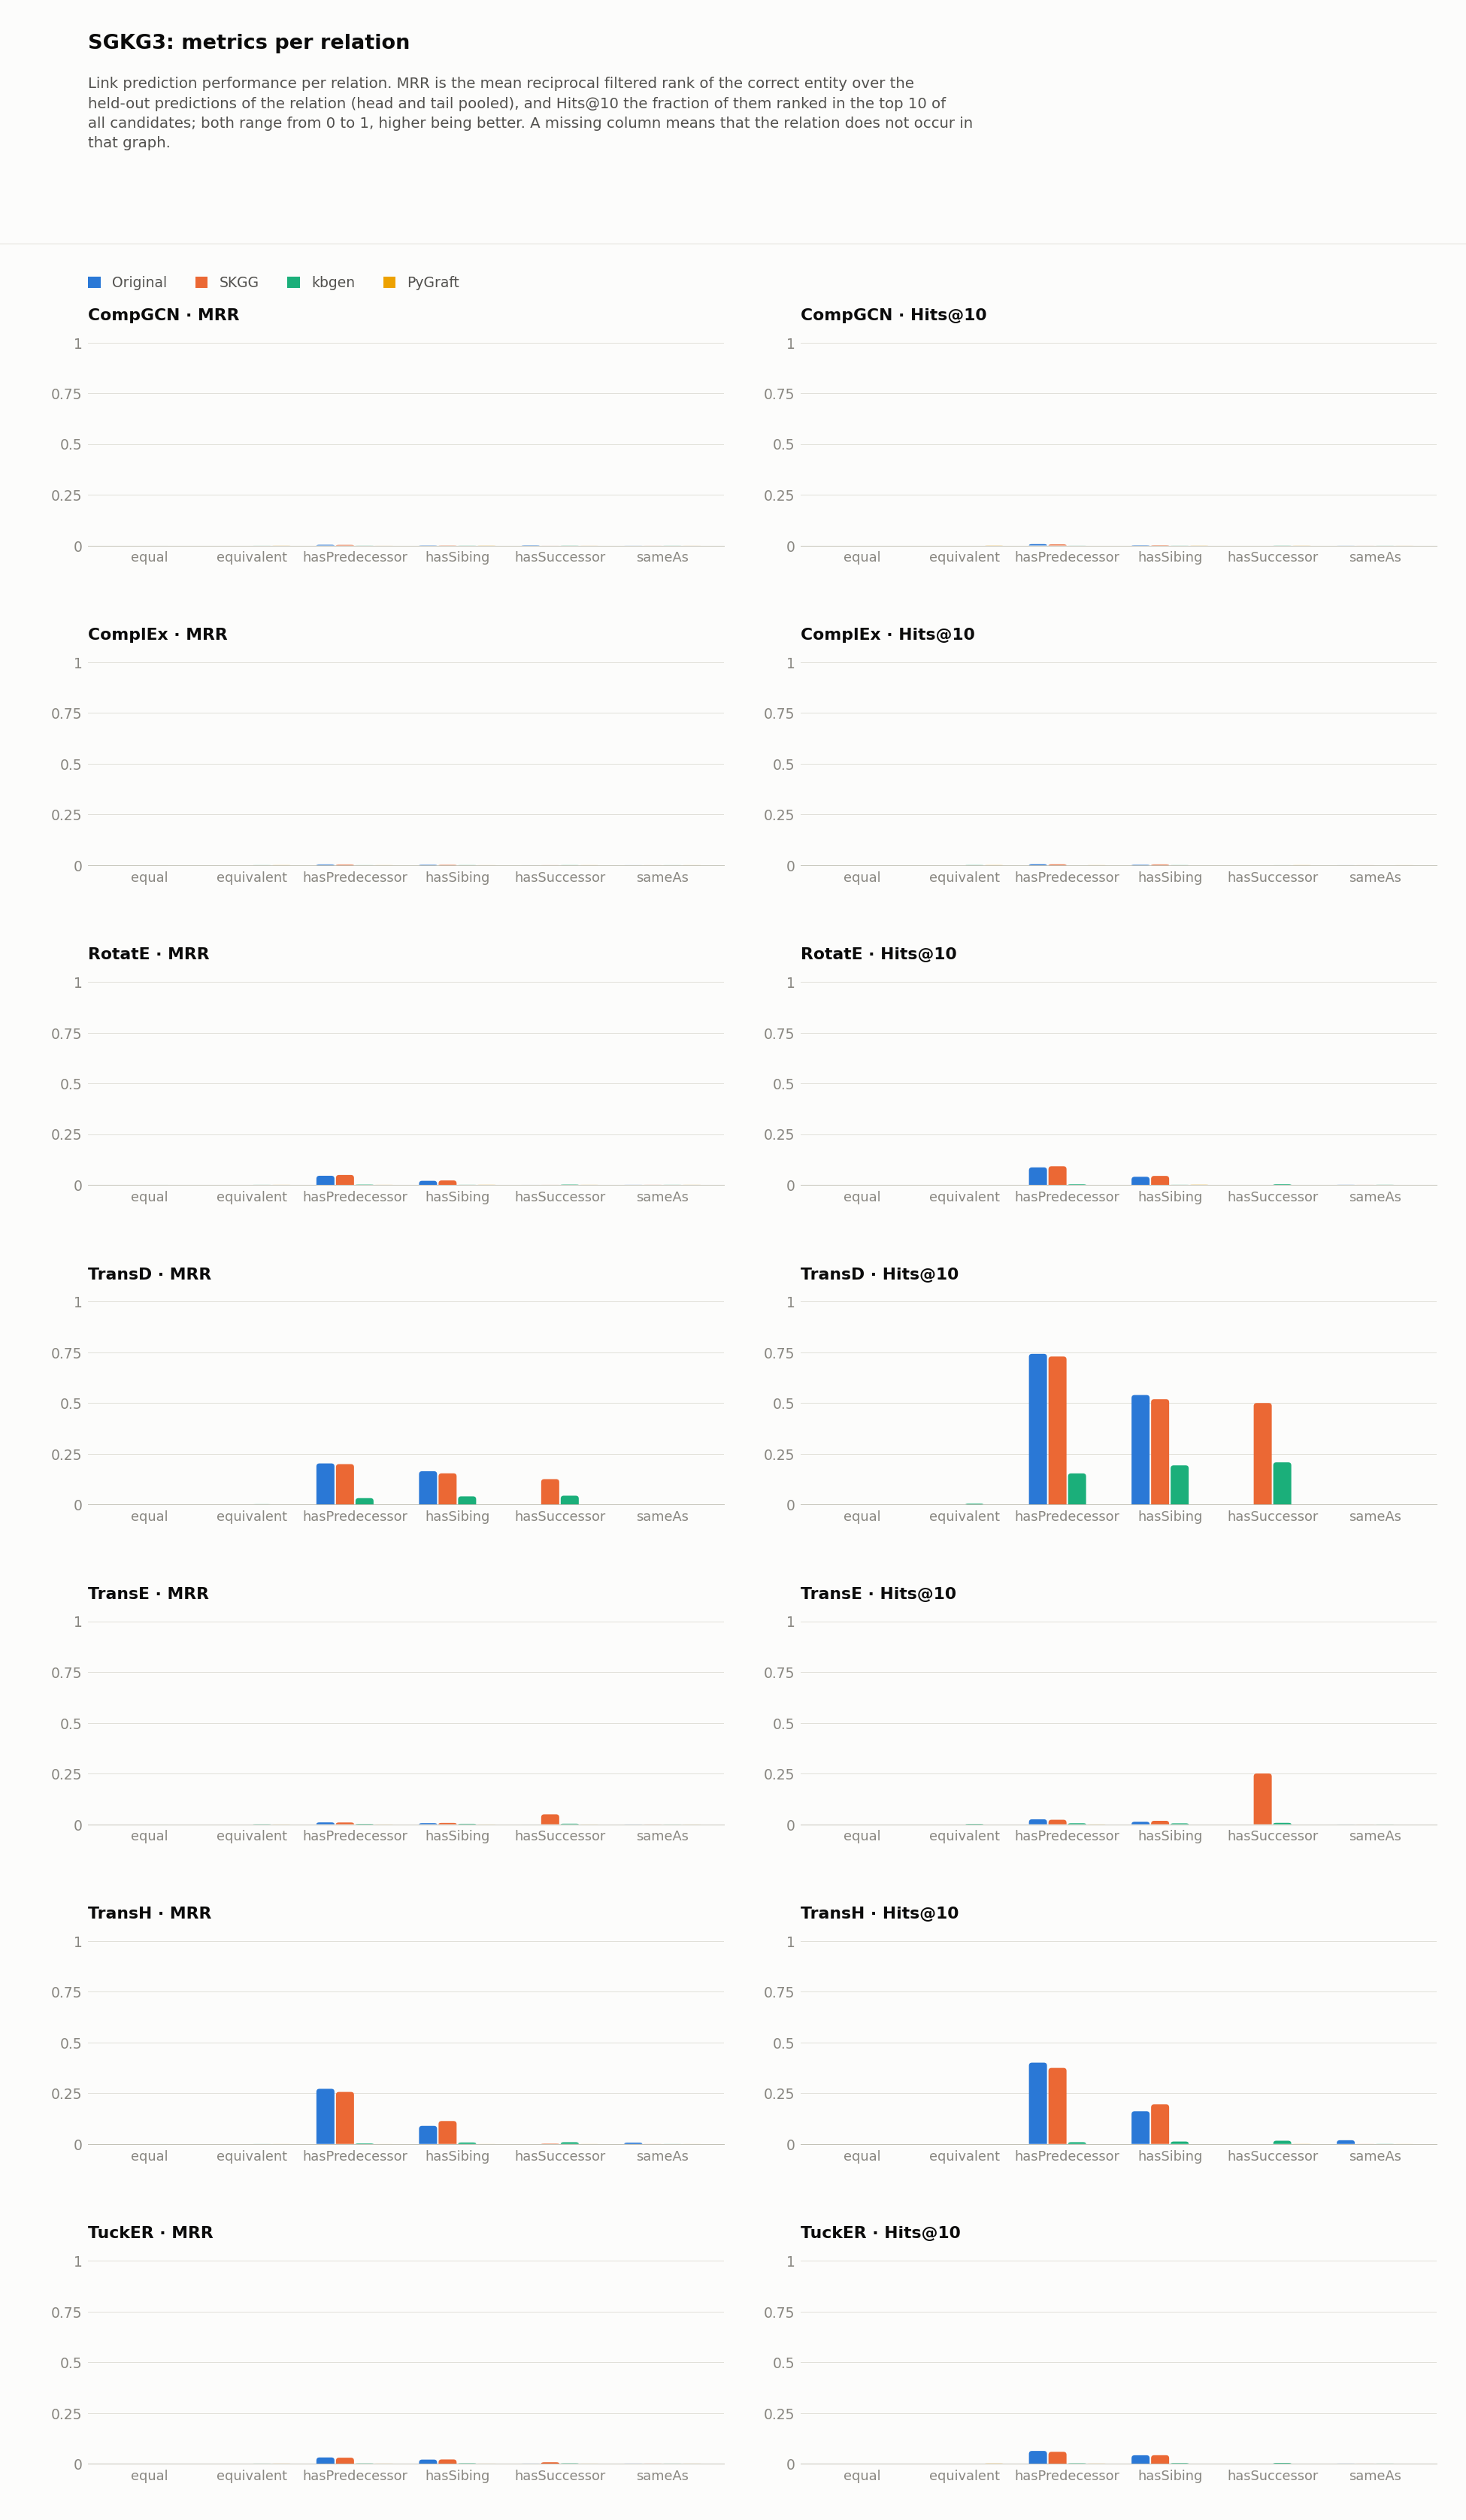 SGKG3: metrics per relation
Link prediction performance per relation. MRR is the mean reciprocal filtered rank of the correct entity over the
held-out predictions of the relation (head and tail pooled), and Hits@10 the fraction of them ranked in the top 10 of
all candidates; both range from 0 to 1, higher being better. A missing column means that the relation does not occur in
that graph.
Original SKGG kbgen PyGraft
CompGCN · MRR
1
0.75
0.5
0.25
0
equal equivalent hasPredecessor hasSibing hasSuccessor sameAs
CompGCN · Hits@10
1
0.75
0.5
0.25
0
equal equivalent hasPredecessor hasSibing hasSuccessor sameAs
ComplEx · MRR
1
0.75
0.5
0.25
0
equal equivalent hasPredecessor hasSibing hasSuccessor sameAs
ComplEx · Hits@10
1
0.75
0.5
0.25
0
equal equivalent hasPredecessor hasSibing hasSuccessor sameAs
RotatE · MRR
1
0.75
0.5
0.25
0
equal equivalent hasPredecessor hasSibing hasSuccessor sameAs
RotatE · Hits@10
1
0.75
0.5
0.25
0
equal equivalent hasPredecessor hasSibing hasSuccessor sameAs
TransD · MRR
1
0.75
0.5
0.25
0
equal equivalent hasPredecessor hasSibing hasSuccessor sameAs
TransD · Hits@10
1
0.75
0.5
0.25
0
equal equivalent hasPredecessor hasSibing hasSuccessor sameAs
TransE · MRR
1
0.75
0.5
0.25
0
equal equivalent hasPredecessor hasSibing hasSuccessor sameAs
TransE · Hits@10
1
0.75
0.5
0.25
0
equal equivalent hasPredecessor hasSibing hasSuccessor sameAs
TransH · MRR
1
0.75
0.5
0.25
0
equal equivalent hasPredecessor hasSibing hasSuccessor sameAs
TransH · Hits@10
1
0.75
0.5
0.25
0
equal equivalent hasPredecessor hasSibing hasSuccessor sameAs
TuckER · MRR
1
0.75
0.5
0.25
0
equal equivalent hasPredecessor hasSibing hasSuccessor sameAs
TuckER · Hits@10
1
0.75
0.5
0.25
0
equal equivalent hasPredecessor hasSibing hasSuccessor sameAs